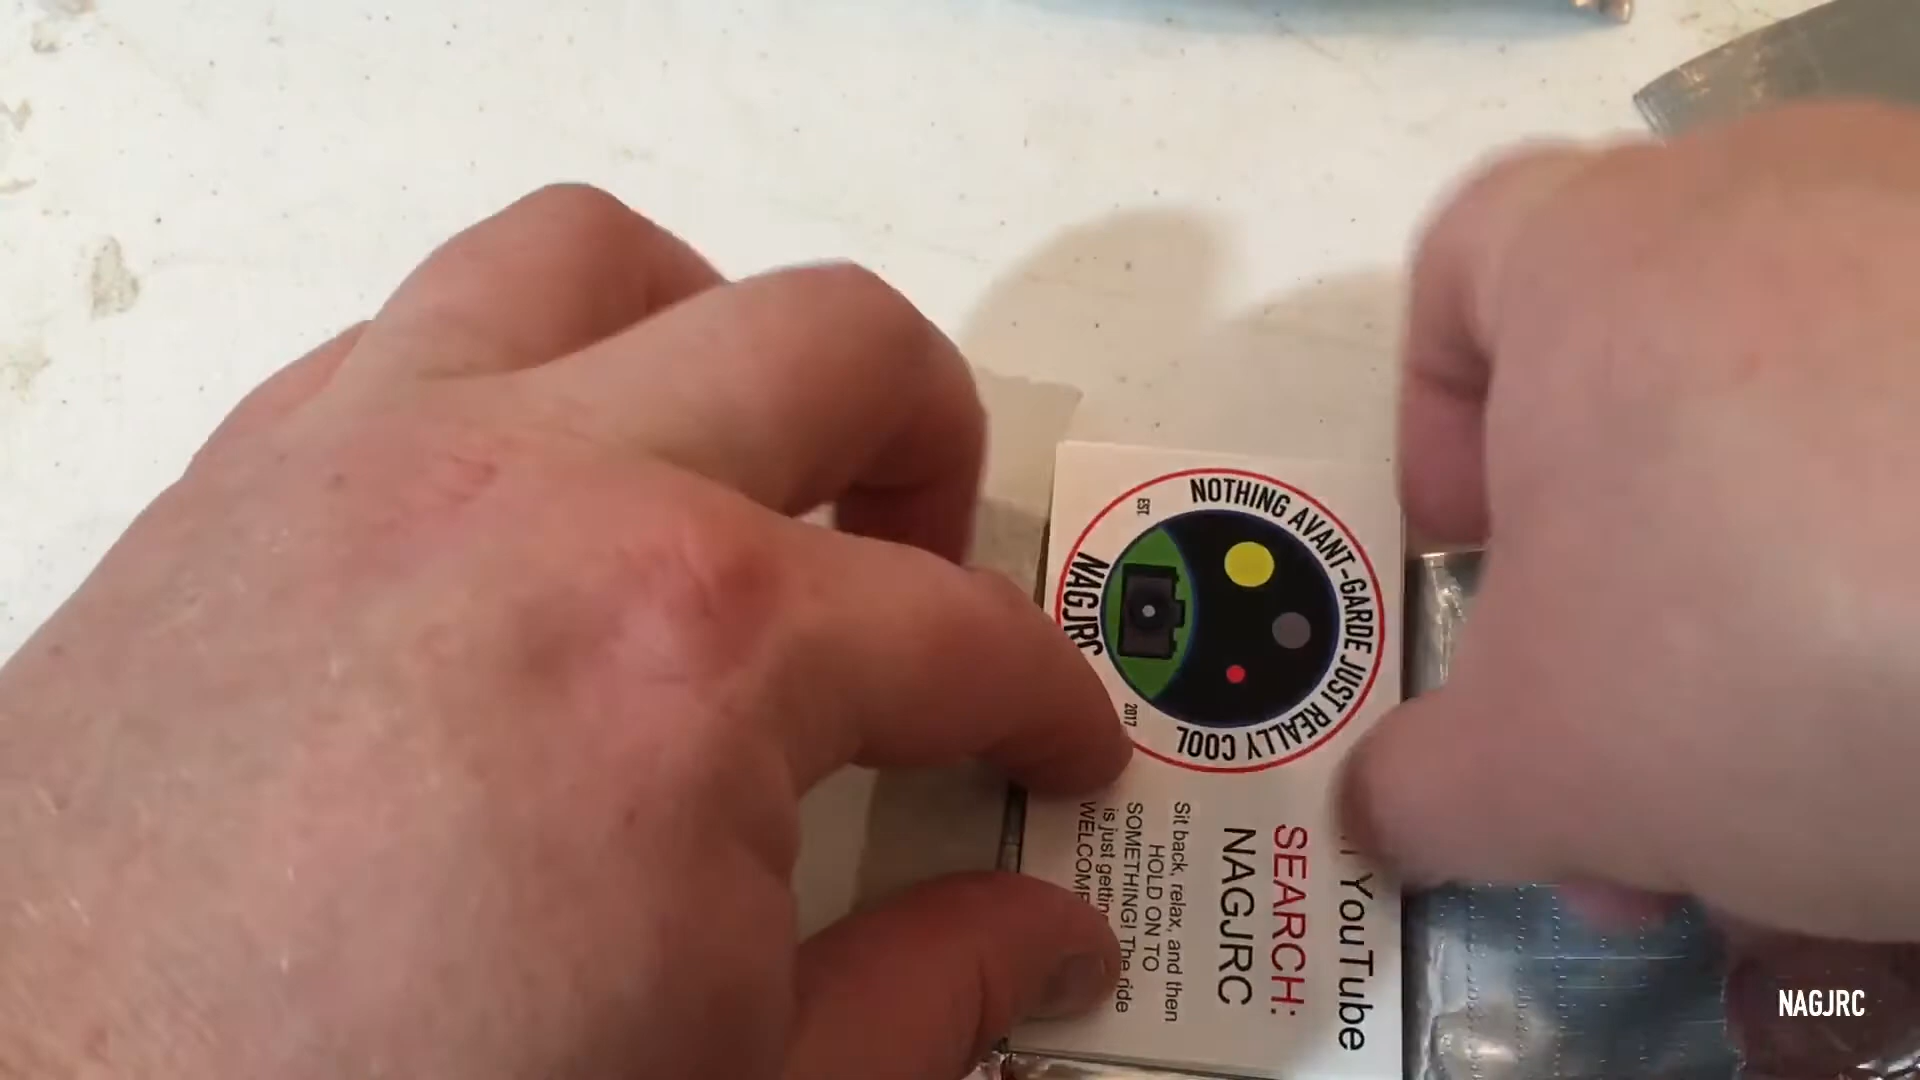 NOTHING AVANT-GARDE JUST REALLY COOL
EST.
2017
NAGJRC
YouTube
SEARCH:
NAGJRC
Sit back, relax, and then
HOLD ON TO
SOMETHING! The ride
is just getting
WELCOME
NAGJRC